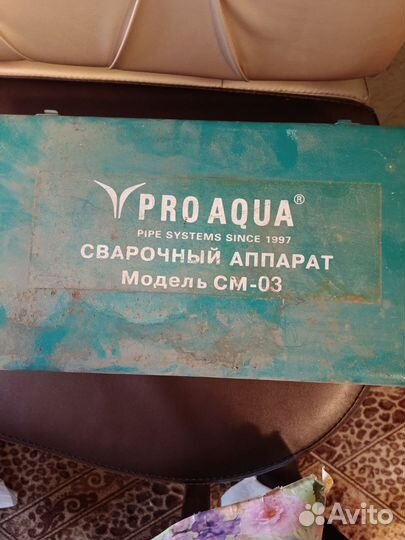 PRO AQUA®
PIPE SYSTEMS SINCE 1997
СВАРОЧНЫЙ АППАРАТ
Модель СМ-03
Avito